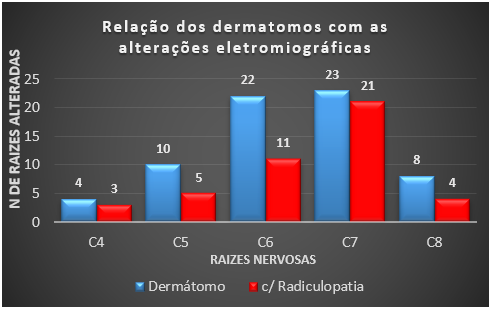 Relação dos dermatomos com as
alterações eletromiográficas
N DE RAIZES ALTERADAS
25
20
15
10
5
0
4
3
10
5
22
11
23
21
8
4
C4
C5
C6
C7
C8
RAIZES NERVOSAS
Dermátomo
c/ Radiculopatia